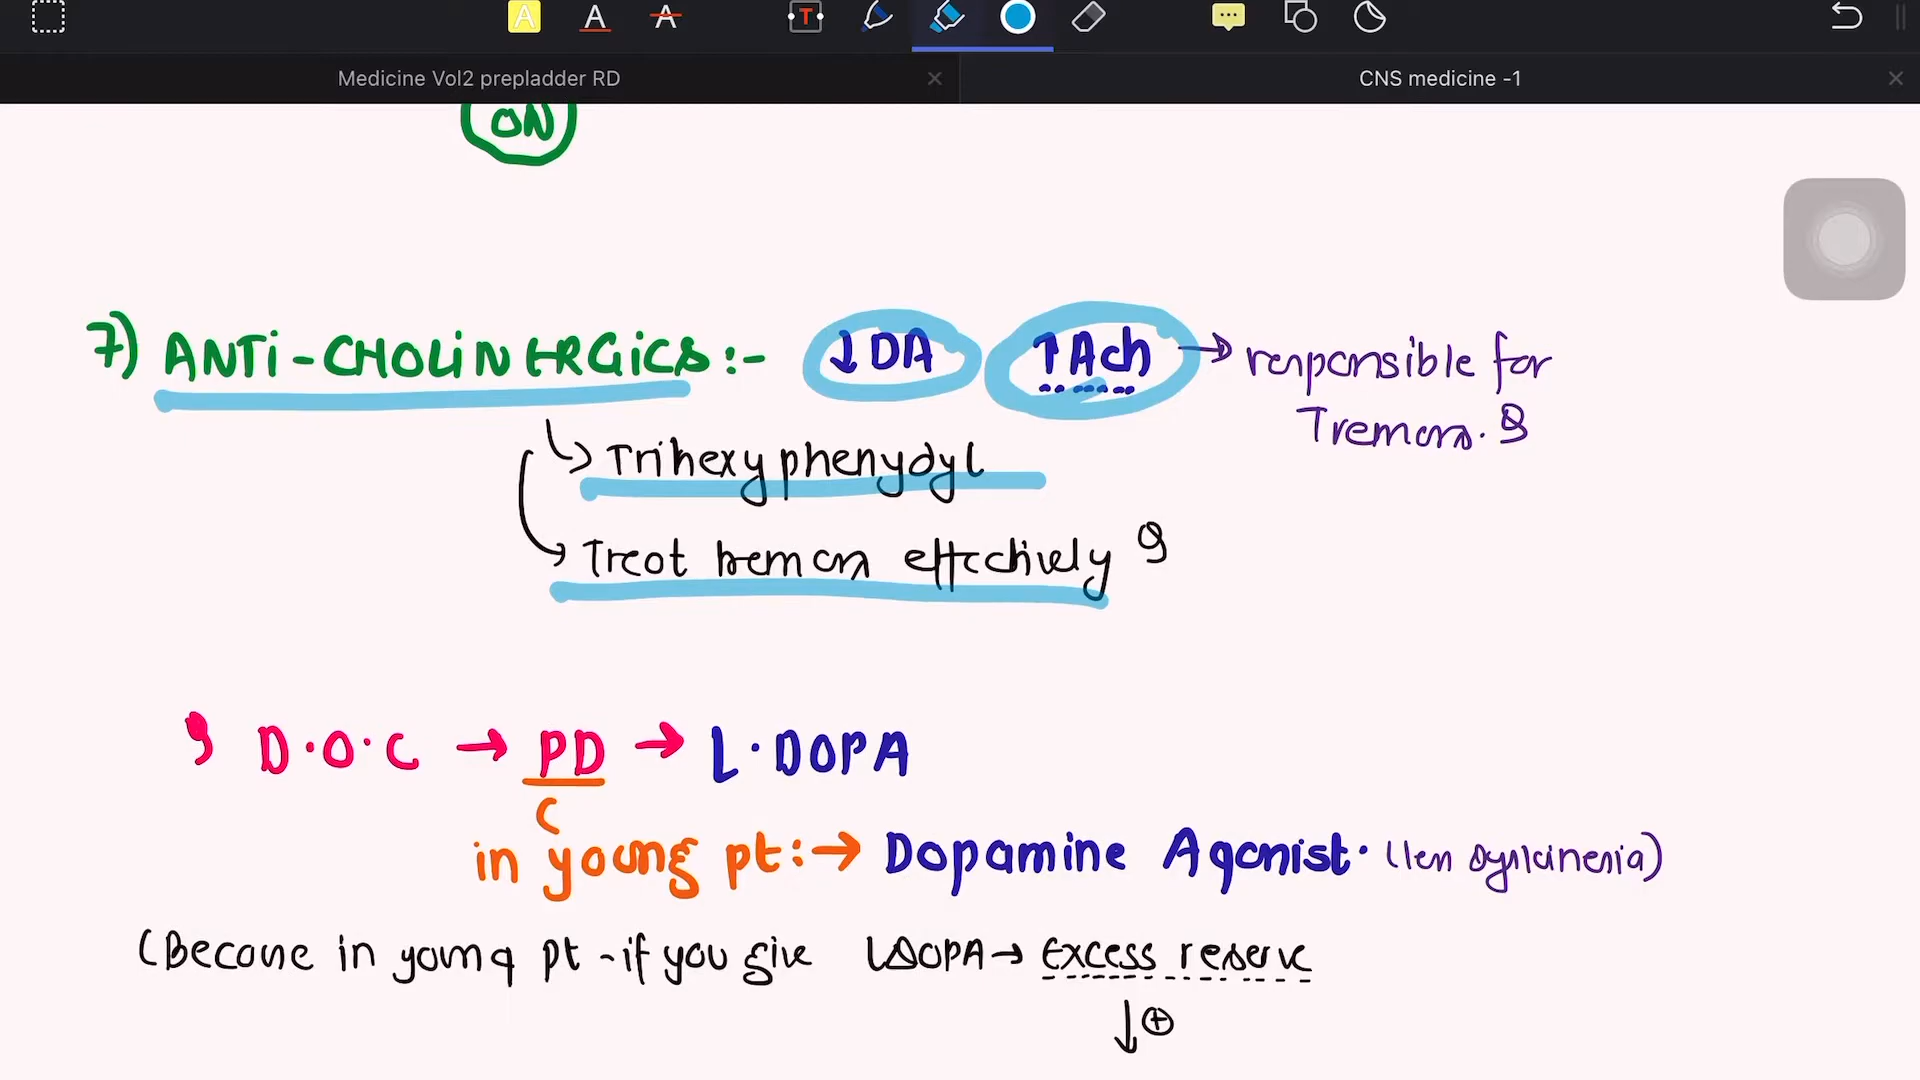 Medicine Vol2 prepladder RD
CNS medicine -1
ON
7) ANTi-CHOLiNERGiCS :- ↓DA ↑Ach → responsible for
Tremors.
↳ Trihexyphenydyl
→ Treat tremors effectively
D.O.C → PD → L.DOPA
in young pt:→ Dopamine Agonist. (less dyskinesia)
(Because in young pt - if you give LDOPA → Excess reserve
↓⊕